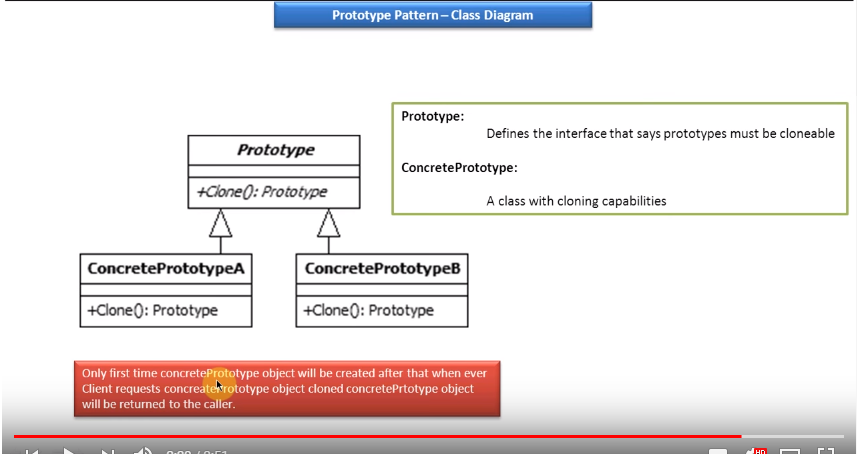 Prototype Pattern – Class Diagram
Prototype:
Defines the interface that says prototypes must be cloneable
ConcretePrototype:
A class with cloning capabilities
Prototype
+Clone(): Prototype
ConcretePrototypeA
+Clone(): Prototype
ConcretePrototypeB
+Clone(): Prototype
Only first time concretePrototype object will be created after that when ever
Client requests concreatePrototype object cloned concretePrtotype object
will be returned to the caller.
HD